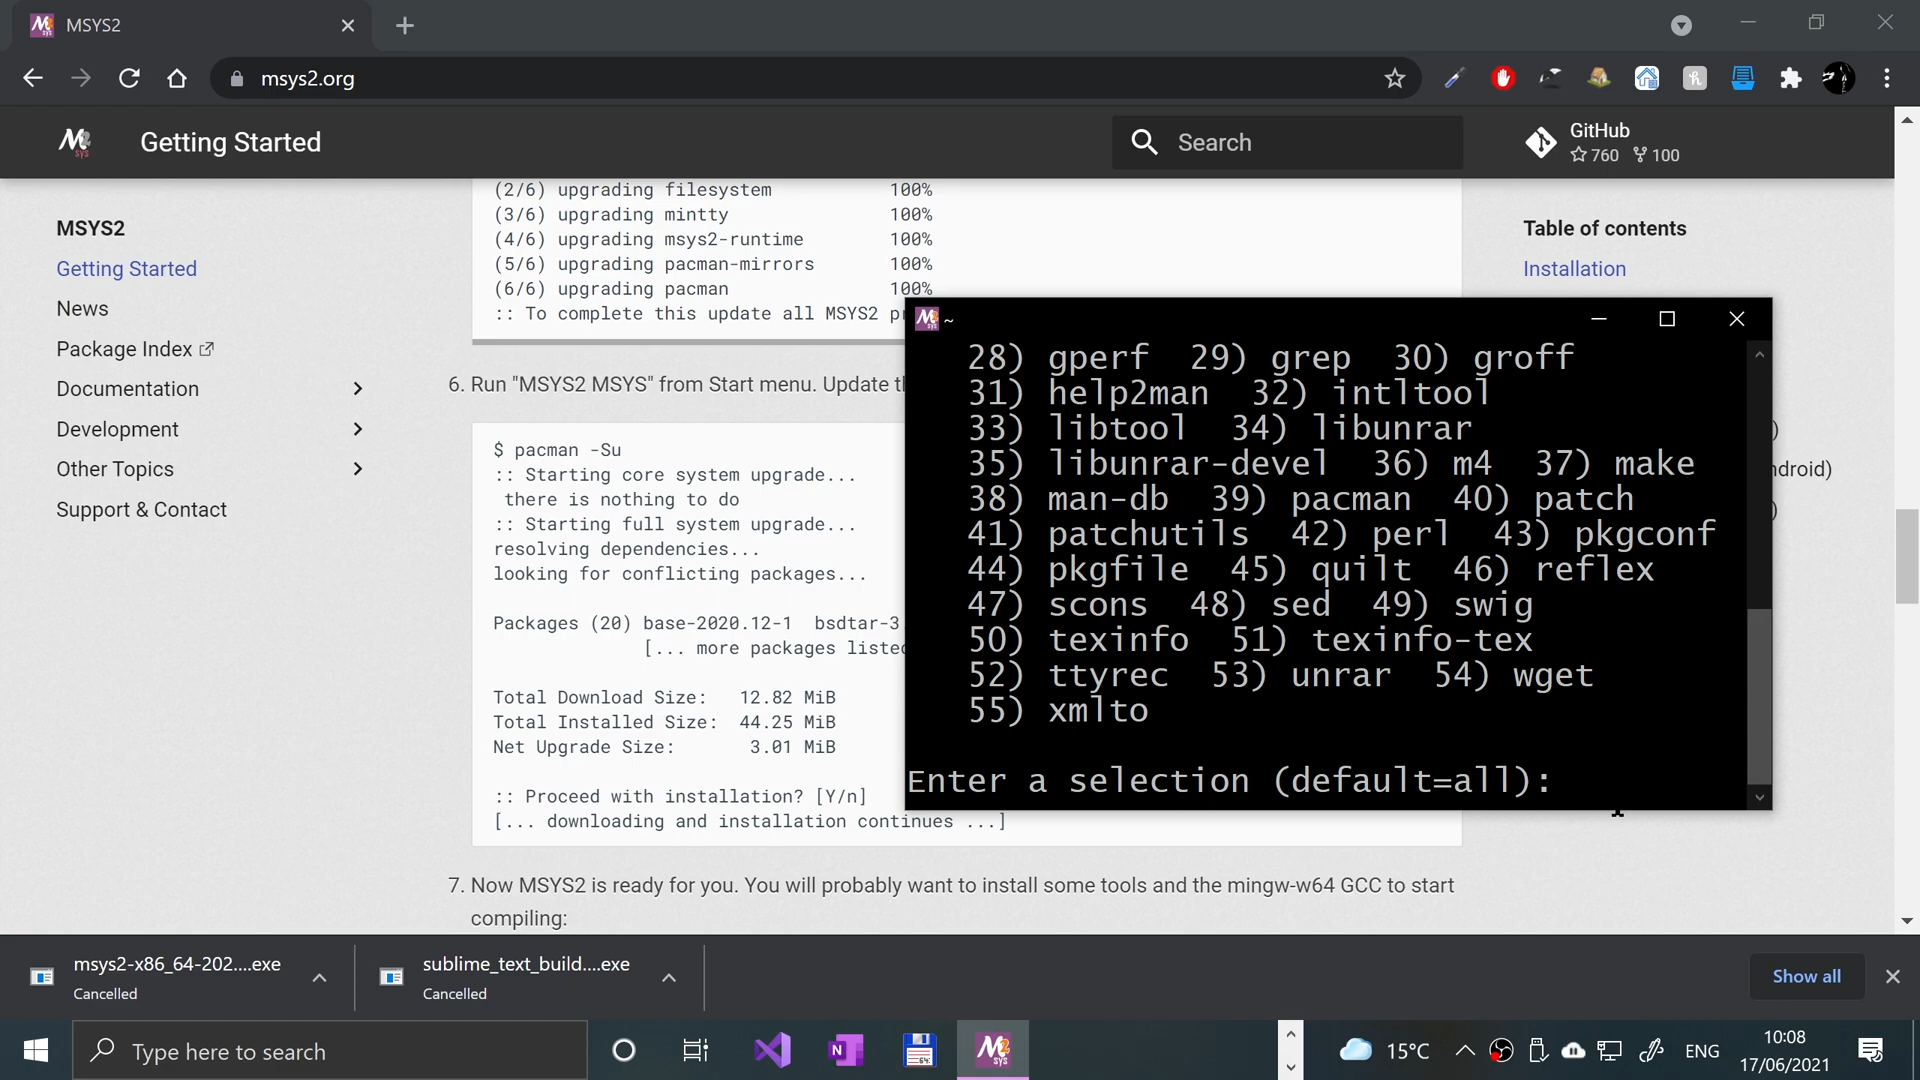 MSYS2
msys2.org
Getting Started
Search
GitHub
760 100
MSYS2
Getting Started
News
Package Index
Documentation
Development
Other Topics
Support & Contact
(2/6) upgrading filesystem 100%
(3/6) upgrading mintty 100%
(4/6) upgrading msys2-runtime 100%
(5/6) upgrading pacman-mirrors 100%
(6/6) upgrading pacman 100%
:: To complete this update all MSYS2 pr
6. Run "MSYS2 MSYS" from Start menu. Update th
$ pacman -Su
:: Starting core system upgrade...
there is nothing to do
:: Starting full system upgrade...
resolving dependencies...
looking for conflicting packages...
Packages (20) base-2020.12-1 bsdtar-3
[... more packages listed
Total Download Size: 12.82 MiB
Total Installed Size: 44.25 MiB
Net Upgrade Size: 3.01 MiB
:: Proceed with installation? [Y/n]
[... downloading and installation continues ...]
7. Now MSYS2 is ready for you. You will probably want to install some tools and the mingw-w64 GCC to start
compiling:
Table of contents
Installation
)
ndroid)
)
~
28) gperf 29) grep 30) groff
31) help2man 32) intltool
33) libtool 34) libunrar
35) libunrar-devel 36) m4 37) make
38) man-db 39) pacman 40) patch
41) patchutils 42) perl 43) pkgconf
44) pkgfile 45) quilt 46) reflex
47) scons 48) sed 49) swig
50) texinfo 51) texinfo-tex
52) ttyrec 53) unrar 54) wget
55) xmlto
Enter a selection (default=all):
msys2-x86_64-202....exe
Cancelled
sublime_text_build....exe
Cancelled
Show all
Type here to search
15°C
ENG
10:08
17/06/2021